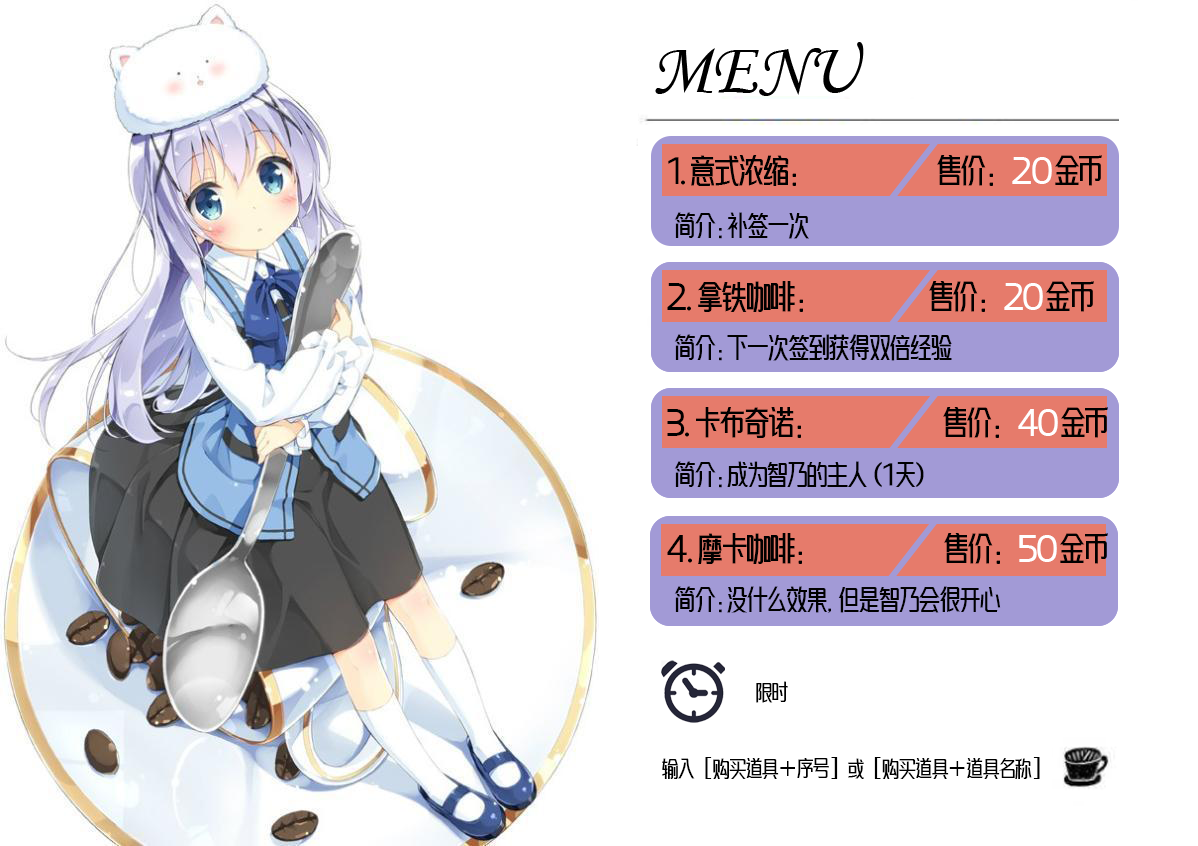 MENU
1. 意式浓缩: 售价: 20金币
简介: 补签一次
2. 拿铁咖啡: 售价: 20金币
简介: 下一次签到获得双倍经验
3. 卡布奇诺: 售价: 40金币
简介: 成为智乃的主人 (1天)
4. 摩卡咖啡: 售价: 50金币
简介: 没什么效果, 但是智乃会很开心
限时
输入 [购买道具+序号] 或 [购买道具+道具名称]